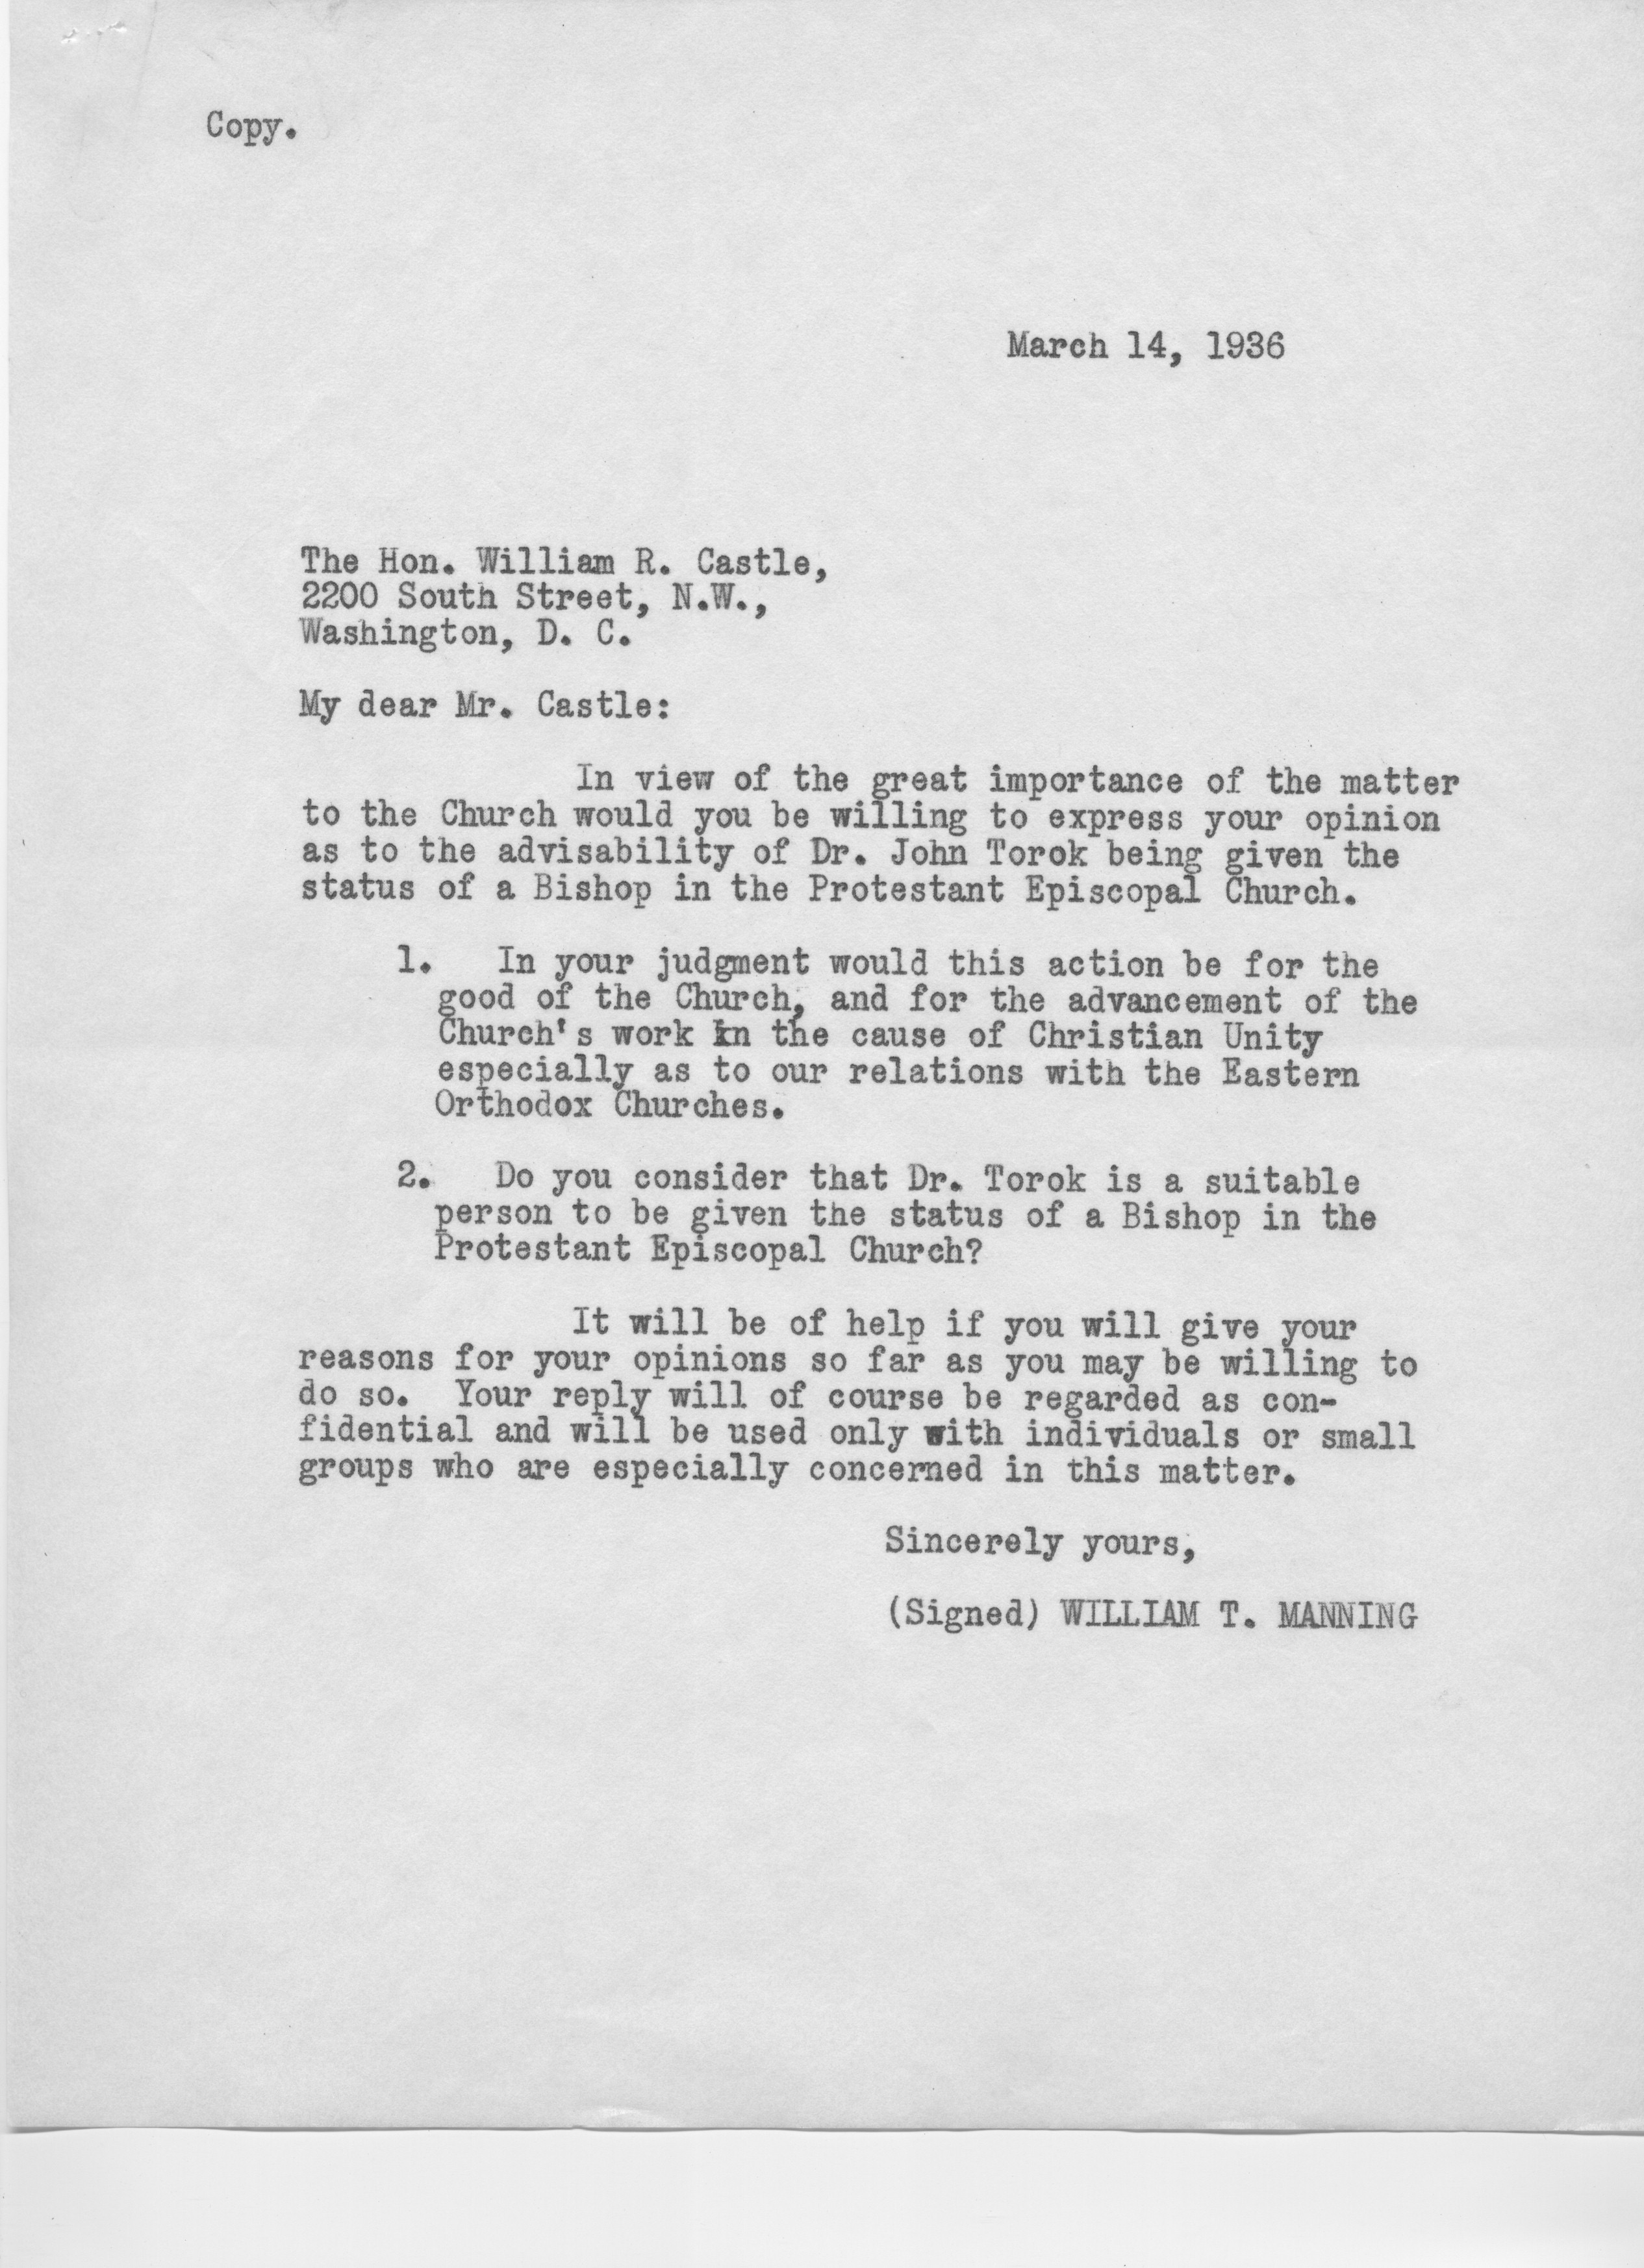 Copy.
March 14, 1936
The Hon. William R. Castle,
2200 South Street, N.W.,
Washington, D. C.
My dear Mr. Castle:
In view of the great importance of the matter
to the Church would you be willing to express your opinion
as to the advisability of Dr. John Torok being given the
status of a Bishop in the Protestant Episcopal Church.
1. In your judgment would this action be for the
good of the Church, and for the advancement of the
Church's work in the cause of Christian Unity
especially as to our relations with the Eastern
Orthodox Churches.
2. Do you consider that Dr. Torok is a suitable
person to be given the status of a Bishop in the
Protestant Episcopal Church?
It will be of help if you will give your
reasons for your opinions so far as you may be willing to
do so. Your reply will of course be regarded as con-
fidential and will be used only with individuals or small
groups who are especially concerned in this matter.
Sincerely yours,
(Signed) WILLIAM T. MANNING